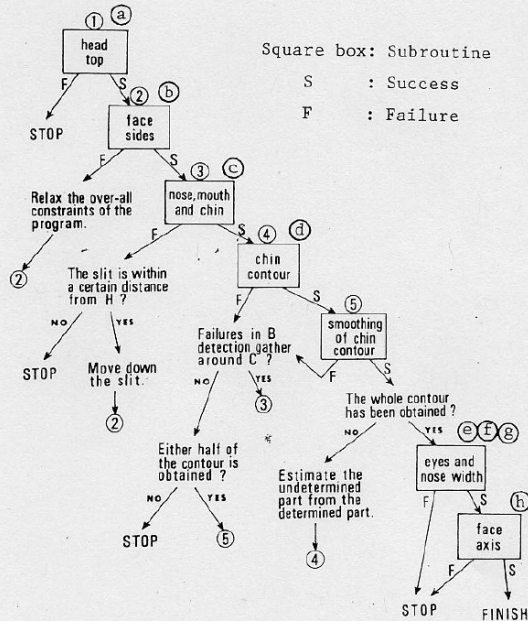 ① ⓐ
head
top
Square box: Subroutine
S : Success
F : Failure
F S
STOP
② ⓑ
face
sides
F S
Relax the over-all
constraints of the
program.
②
③ ⓒ
nose, mouth
and chin
F S
The slit is within
a certain distance
from H ?
NO YES
STOP
Move down
the slit.
②
④ ⓓ
chin
contour
F S
Failures in B
detection gather
around C ?
NO YES
③
Either half of
the contour is
obtained ?
NO YES
STOP
⑤
⑤
smoothing
of chin
contour
F S
The whole contour
has been obtained ?
NO YES
Estimate the
undetermined
part from the
determined part.
④
ⓔ ⓕ ⓖ
eyes and
nose width
F S
ⓗ
face
axis
F S
STOP FINISH